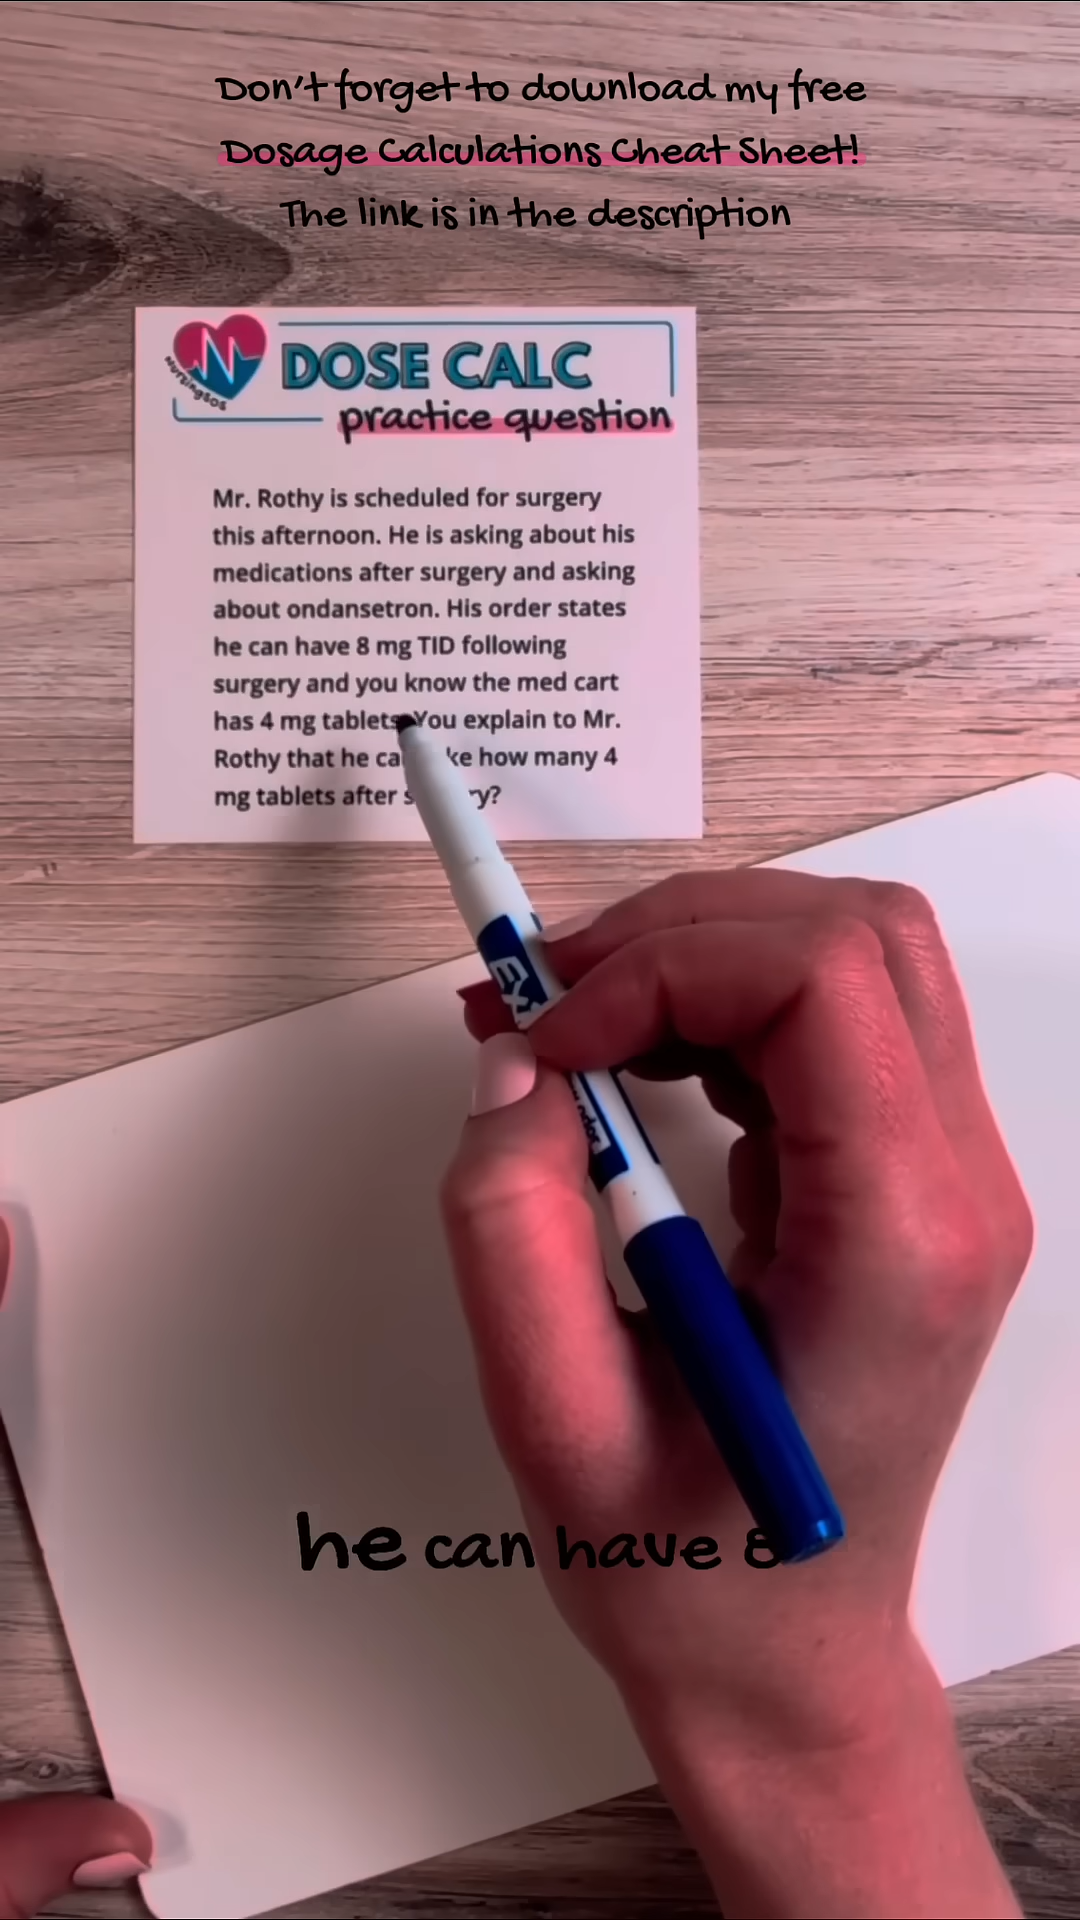 Don't forget to download my free
Dosage Calculations Cheat Sheet!
The link is in the description
NursingSOS
DOSE CALC
practice question
Mr. Rothy is scheduled for surgery
this afternoon. He is asking about his
medications after surgery and asking
about ondansetron. His order states
he can have 8 mg TID following
surgery and you know the med cart
has 4 mg tablets. You explain to Mr.
Rothy that he ke how many 4
mg tablets after
EX
odor
he can have 8